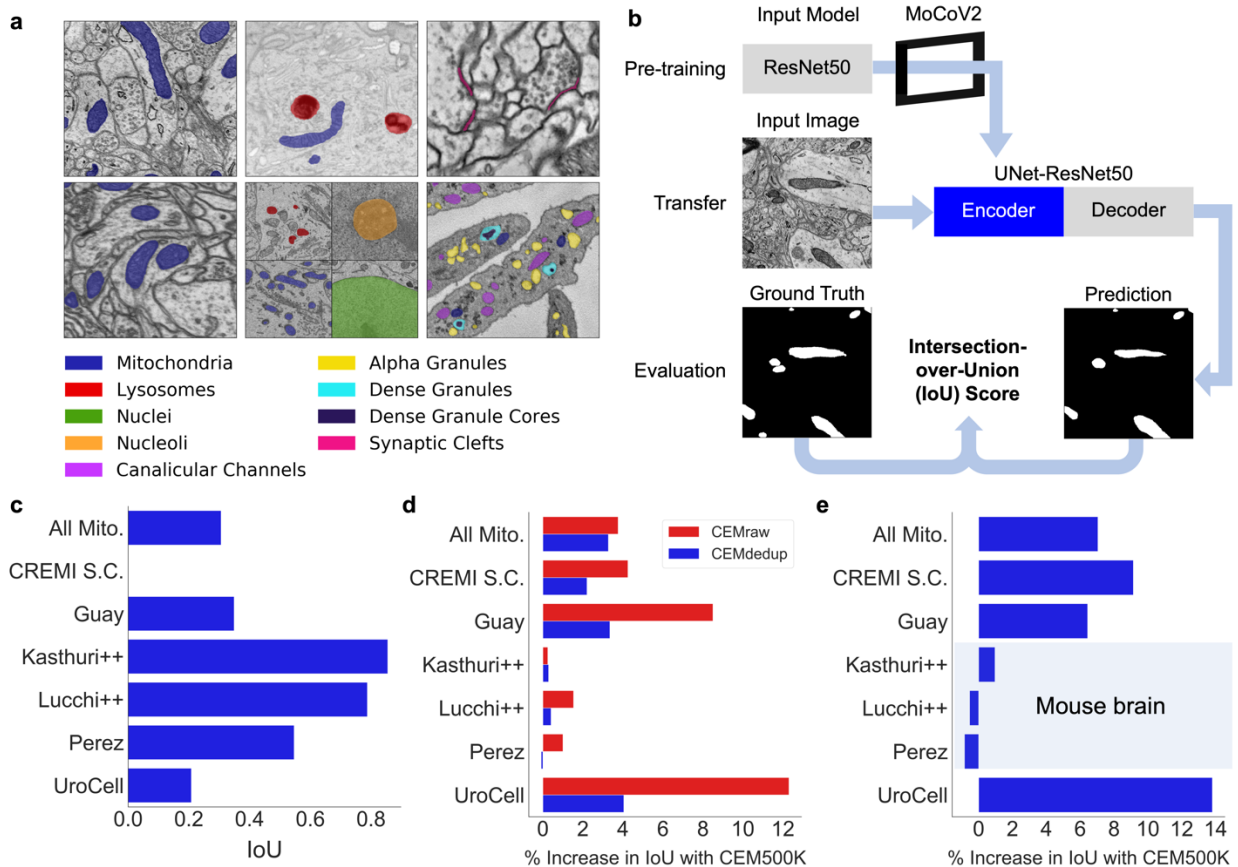 a
Mitochondria
Lysosomes
Nuclei
Nucleoli
Canalicular Channels
Alpha Granules
Dense Granules
Dense Granule Cores
Synaptic Clefts
b
Input Model
MoCoV2
Pre-training
ResNet50
Input Image
UNet-ResNet50
Transfer
Encoder
Decoder
Ground Truth
Prediction
Evaluation
Intersection-
over-Union
(IoU) Score
c
All Mito.
CREMI S.C.
Guay
Kasthuri++
Lucchi++
Perez
UroCell
0.0 0.2 0.4 0.6 0.8
IoU
d
CEMraw
CEMdedup
All Mito.
CREMI S.C.
Guay
Kasthuri++
Lucchi++
Perez
UroCell
0 2 4 6 8 10 12
% Increase in IoU with CEM500K
e
All Mito.
CREMI S.C.
Guay
Kasthuri++
Lucchi++
Perez
UroCell
Mouse brain
0 2 4 6 8 10 12 14
% Increase in IoU with CEM500K